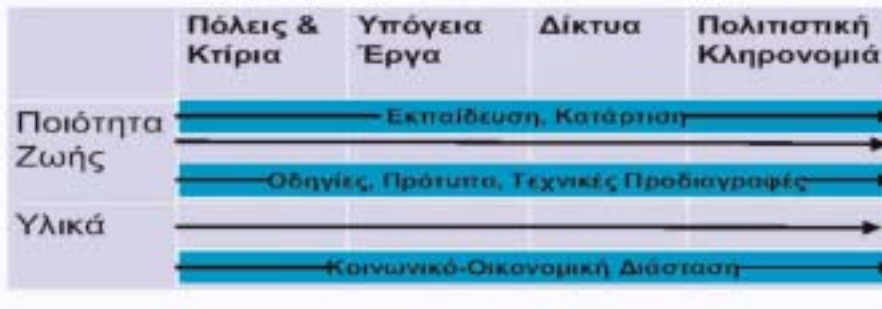 Πόλεις & Κτίρια
Υπόγεια Έργα
Δίκτυα
Πολιτιστική Κληρονομιά
Ποιότητα Ζωής
Εκπαίδευση, Κατάρτιση
Οδηγίες, Πρότυπα, Τεχνικές Προδιαγραφές
Υλικά
Κοινωνικό-Οικονομική Διάσταση